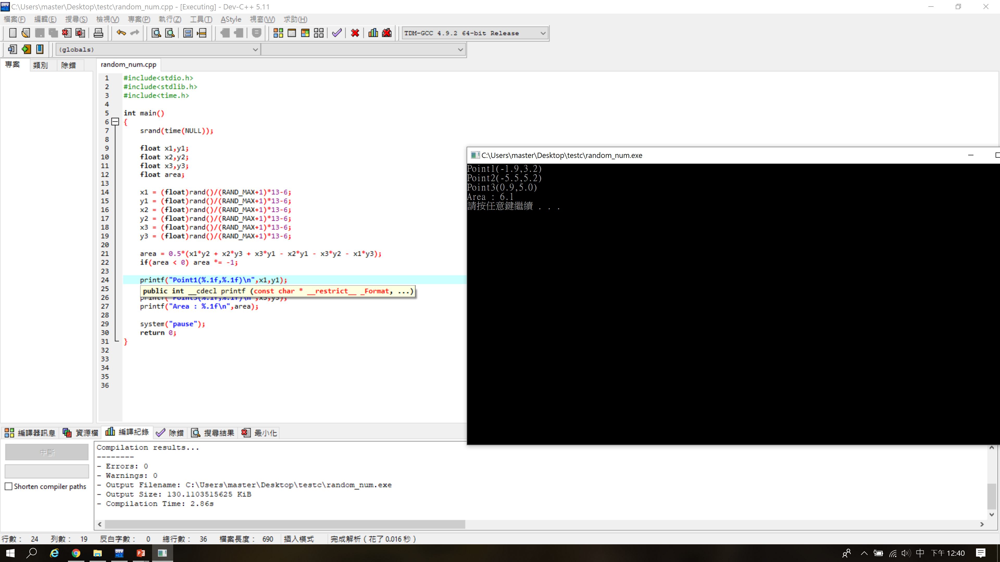 C:\Users\master\Desktop\testc\random_num.cpp - [Executing] - Dev-C++ 5.11
檔案(F) 編輯(E) 搜尋(S) 檢視(V) 專案(P) 執行(Z) 工具(T) AStyle 視窗(W) 求助(H)
TDM-GCC 4.9.2 64-bit Release
(globals)
專案 類別 除錯
random_num.cpp
1 #include<stdio.h>
2 #include<stdlib.h>
3 #include<time.h>
4
5 int main()
6 {
7 srand(time(NULL));
8
9 float x1,y1;
10 float x2,y2;
11 float x3,y3;
12 float area;
13
14 x1 = (float)rand()/(RAND_MAX+1)*13-6;
15 y1 = (float)rand()/(RAND_MAX+1)*13-6;
16 x2 = (float)rand()/(RAND_MAX+1)*13-6;
17 y2 = (float)rand()/(RAND_MAX+1)*13-6;
18 x3 = (float)rand()/(RAND_MAX+1)*13-6;
19 y3 = (float)rand()/(RAND_MAX+1)*13-6;
20
21 area = 0.5*(x1*y2 + x2*y3 + x3*y1 - x2*y1 - x3*y2 - x1*y3);
22 if(area < 0) area *= -1;
23
24 printf("Point1(%.1f,%.1f)\n",x1,y1);
25
public int __cdecl printf (const char * __restrict__ _Format, ...)
26 printf("Point3(%.1f,%.1f)\n",x3,y3);
27 printf("Area : %.1f\n",area);
28
29 system("pause");
30 return 0;
31 }
32
33
34
35
36
C:\Users\master\Desktop\testc\random_num.exe
Point1(-1.9,3.2)
Point2(-5.5,5.2)
Point3(0.9,5.0)
Area : 6.1
請按任意鍵繼續 . . .
編譯器訊息 資源檔 編譯紀錄 除錯 搜尋結果 最小化
中斷
Shorten compiler paths
Compilation results...
--------
- Errors: 0
- Warnings: 0
- Output Filename: C:\Users\master\Desktop\testc\random_num.exe
- Output Size: 130.1103515625 KiB
- Compilation Time: 2.86s
行數： 24 列數： 19 反白字數： 0 總行數： 36 檔案長度： 690 插入模式 完成解析 ( 花了 0.016 秒 )
DEV
中 下午 12:40